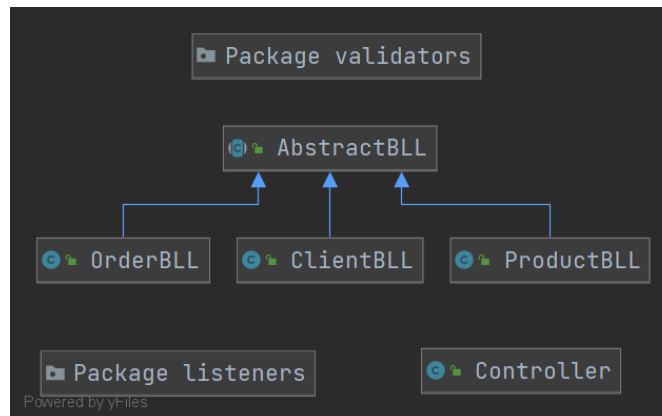 Package validators
AbstractBLL
OrderBLL
ClientBLL
ProductBLL
Package listeners
Controller
Powered by yFiles